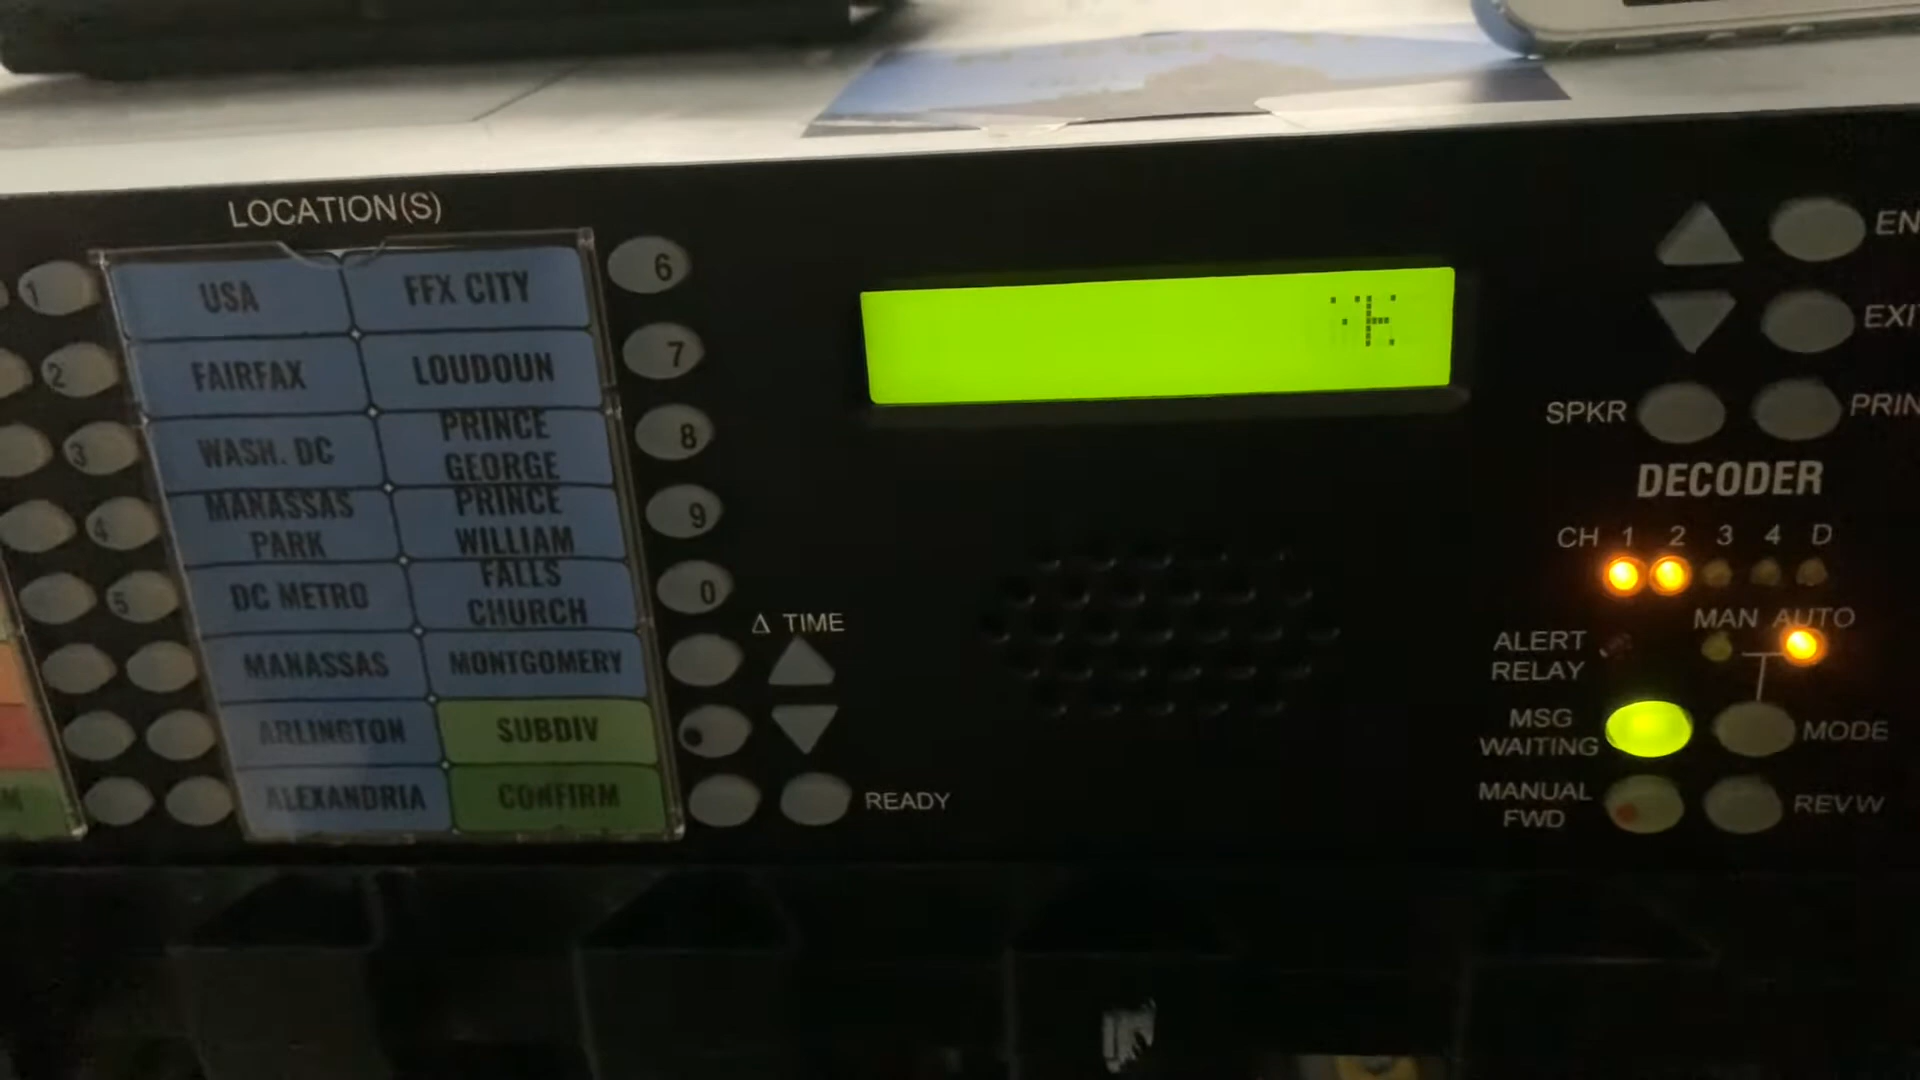 LOCATION(S)
1
2
3
4
5
USA
FFX CITY
FAIRFAX
LOUDOUN
WASH. DC
PRINCE
GEORGE
MANASSAS
PARK
PRINCE
WILLIAM
DC METRO
FALLS
CHURCH
MANASSAS
MONTGOMERY
ARLINGTON
SUBDIV
ALEXANDRIA
CONFIRM
M
6
7
8
9
0
Δ TIME
READY
EN
EXI
SPKR
PRIN
DECODER
CH 1 2 3 4 D
MAN AUTO
ALERT
RELAY
MSG
WAITING
MODE
MANUAL
FWD
REVW